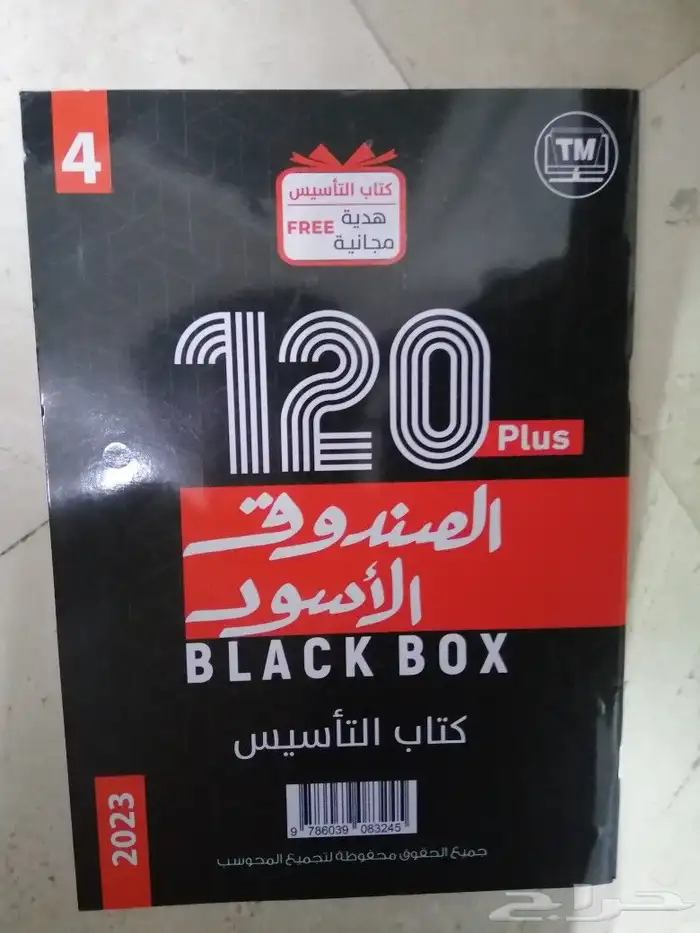 4
TM
كتاب التأسيس
هدية
FREE
مجانية
120
Plus
الصندوق
الأسود
BLACK BOX
كتاب التأسيس
9 786039 083245
2023
جميع الحقوق محفوظة لتجميع المحوسب
حراج